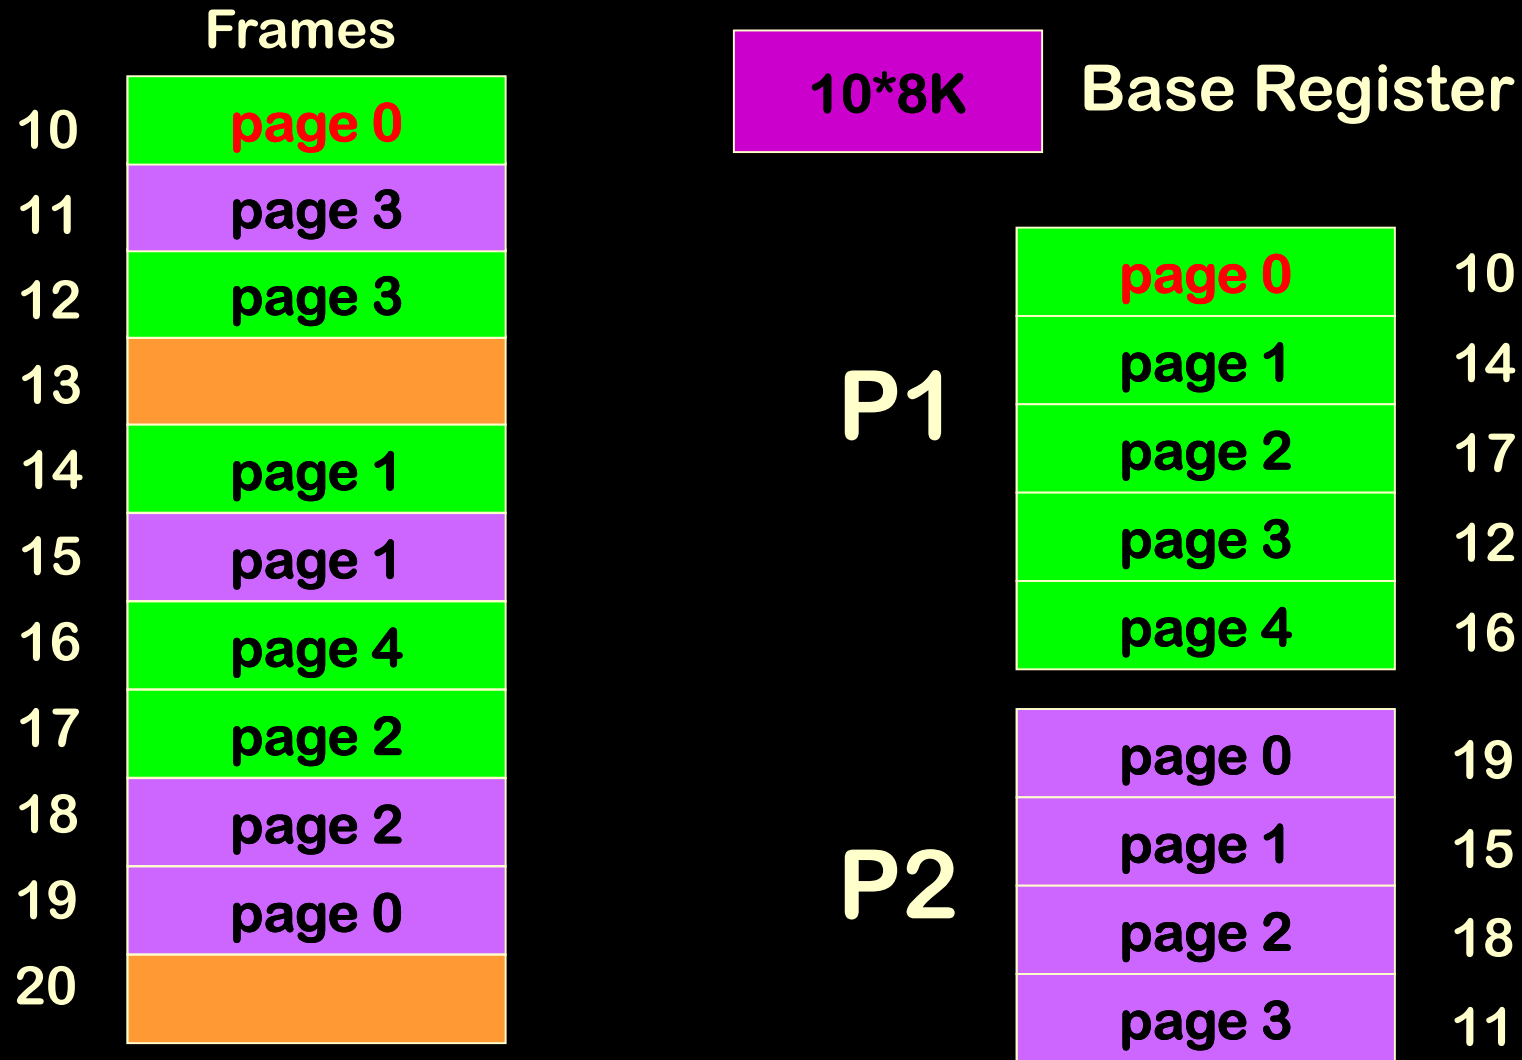 Frames
10 page 0
11 page 3
12 page 3
13
14 page 1
15 page 1
16 page 4
17 page 2
18 page 2
19 page 0
20
10*8K Base Register
P1
page 0 10
page 1 14
page 2 17
page 3 12
page 4 16
P2
page 0 19
page 1 15
page 2 18
page 3 11